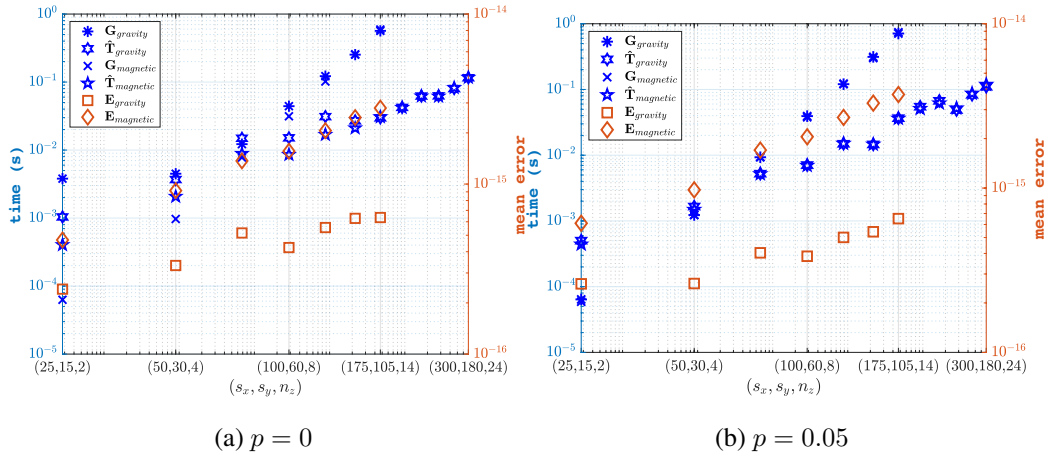 10^0
10^-1
10^-2
10^-3
10^-4
10^-5
time (s)
G_gravity
T̂_gravity
G_magnetic
T̂_magnetic
E_gravity
E_magnetic
10^-14
10^-15
10^-16
mean error
(25,15,2) (50,30,4) (100,60,8) (175,105,14) (300,180,24)
(s_x, s_y, n_z)
(a) p = 0
10^0
10^-1
10^-2
10^-3
10^-4
10^-5
time (s)
G_gravity
T̂_gravity
G_magnetic
T̂_magnetic
E_gravity
E_magnetic
10^-14
10^-15
10^-16
mean error
(25,15,2) (50,30,4) (100,60,8) (175,105,14) (300,180,24)
(s_x, s_y, n_z)
(b) p = 0.05